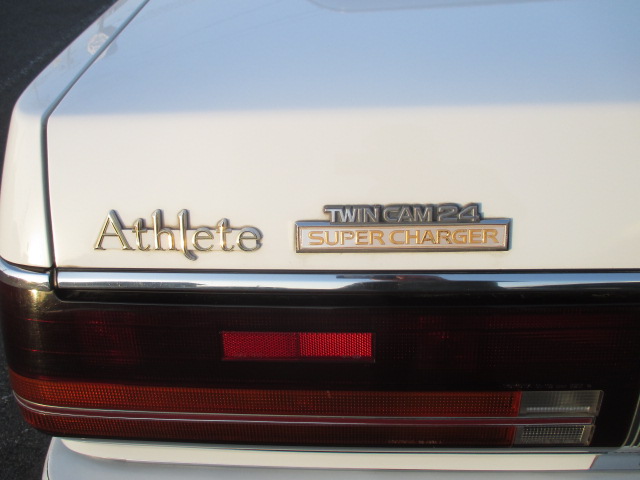 Athlete
TWIN CAM 24
SUPER CHARGER